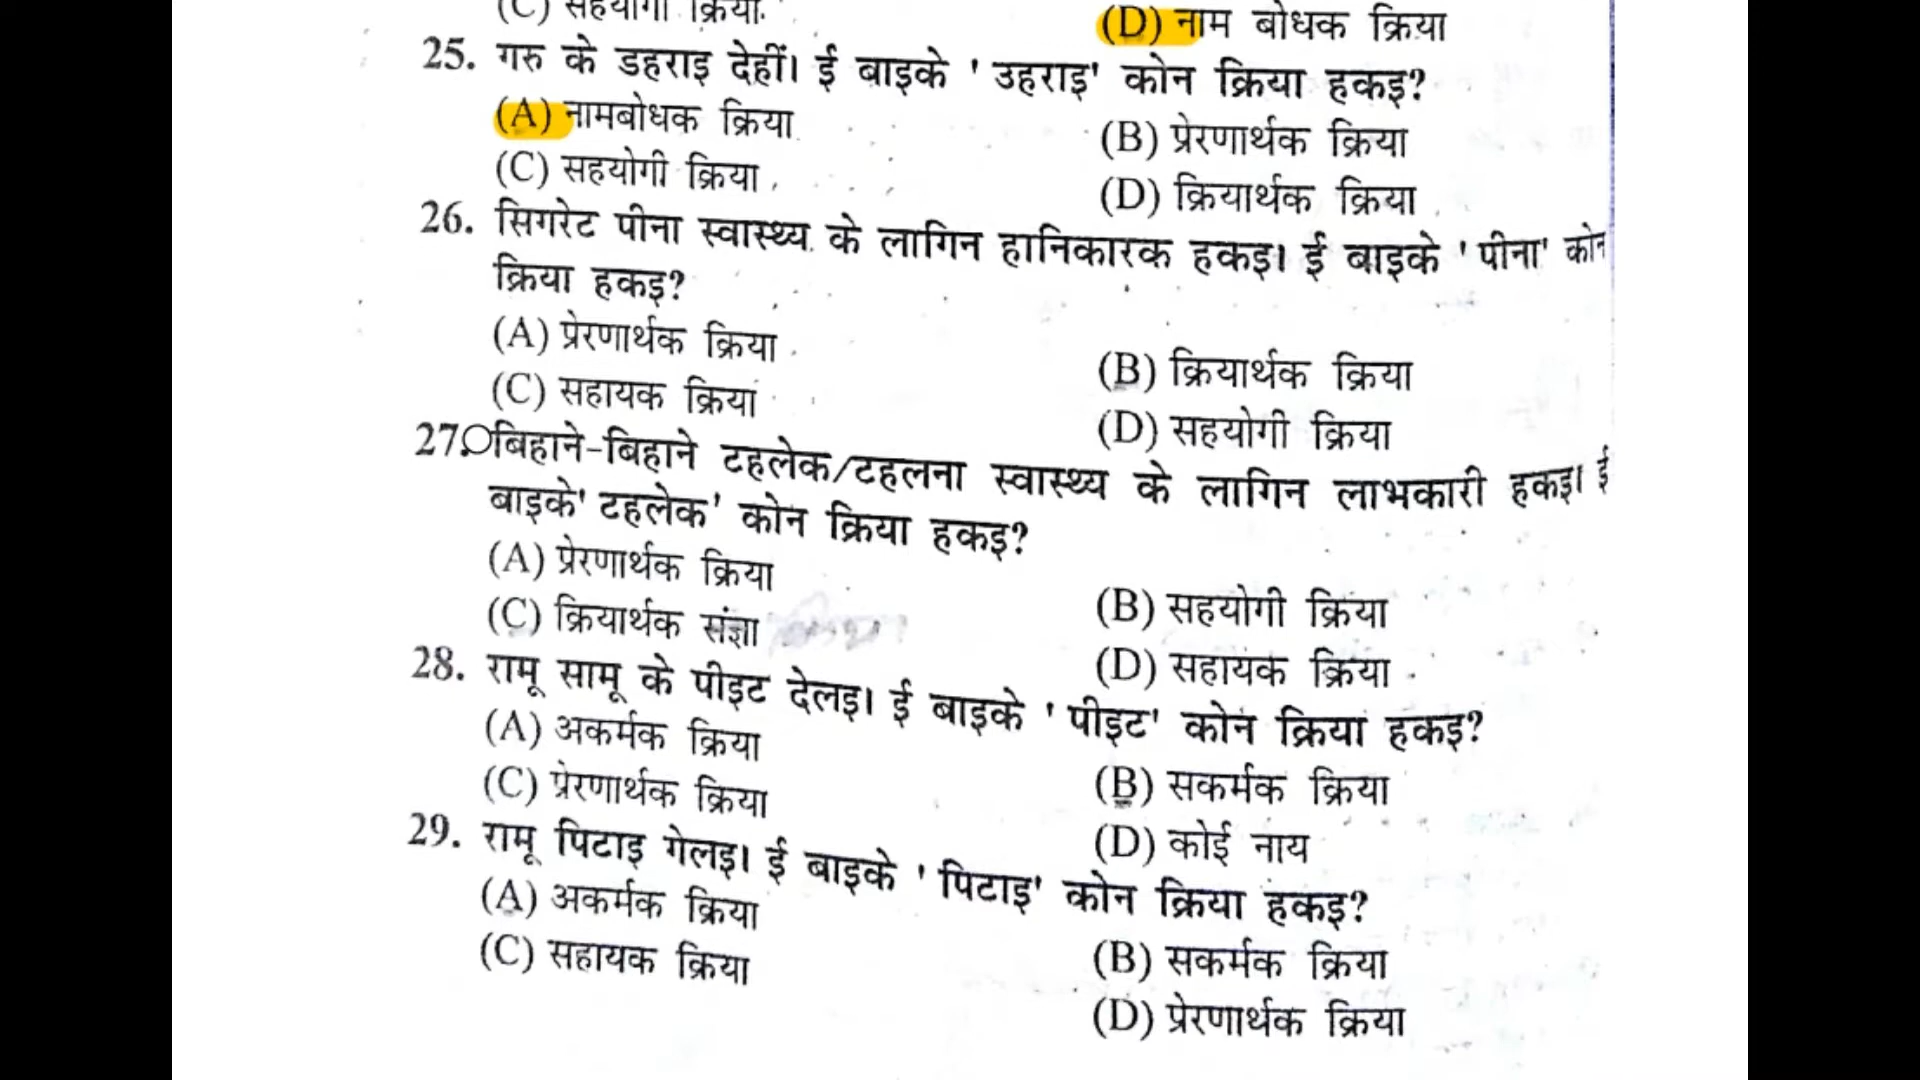 (C) सहयोगी क्रिया.
(D) नाम बोधक क्रिया
25. गरु के डहराइ देहीं। ई बाइके ' उहराइ' कोन क्रिया हकइ?
(A) नामबोधक क्रिया
(B) प्रेरणार्थक क्रिया
(C) सहयोगी क्रिया
(D) क्रियार्थक क्रिया
26. सिगरेट पीना स्वास्थ्य के लागिन हानिकारक हकइ। ई बाइके ' पीना' कोन
क्रिया हकइ?
(A) प्रेरणार्थक क्रिया
(B) क्रियार्थक क्रिया
(C) सहायक क्रिया
(D) सहयोगी क्रिया
27. बिहाने-बिहाने टहलेक/टहलना स्वास्थ्य के लागिन लाभकारी हकइ। ई
बाइके' टहलेक' कोन क्रिया हकइ?
(A) प्रेरणार्थक क्रिया
(B) सहयोगी क्रिया
(C) क्रियार्थक संज्ञा
(D) सहायक क्रिया
28. रामू सामू के पीइट देलइ। ई बाइके ' पीइट' कोन क्रिया हकइ?
(A) अकर्मक क्रिया
(B) सकर्मक क्रिया
(C) प्रेरणार्थक क्रिया
(D) कोई नाय
29. रामू पिटाइ गेलइ। ई बाइके ' पिटाइ' कोन क्रिया हकइ?
(A) अकर्मक क्रिया
(B) सकर्मक क्रिया
(C) सहायक क्रिया
(D) प्रेरणार्थक क्रिया